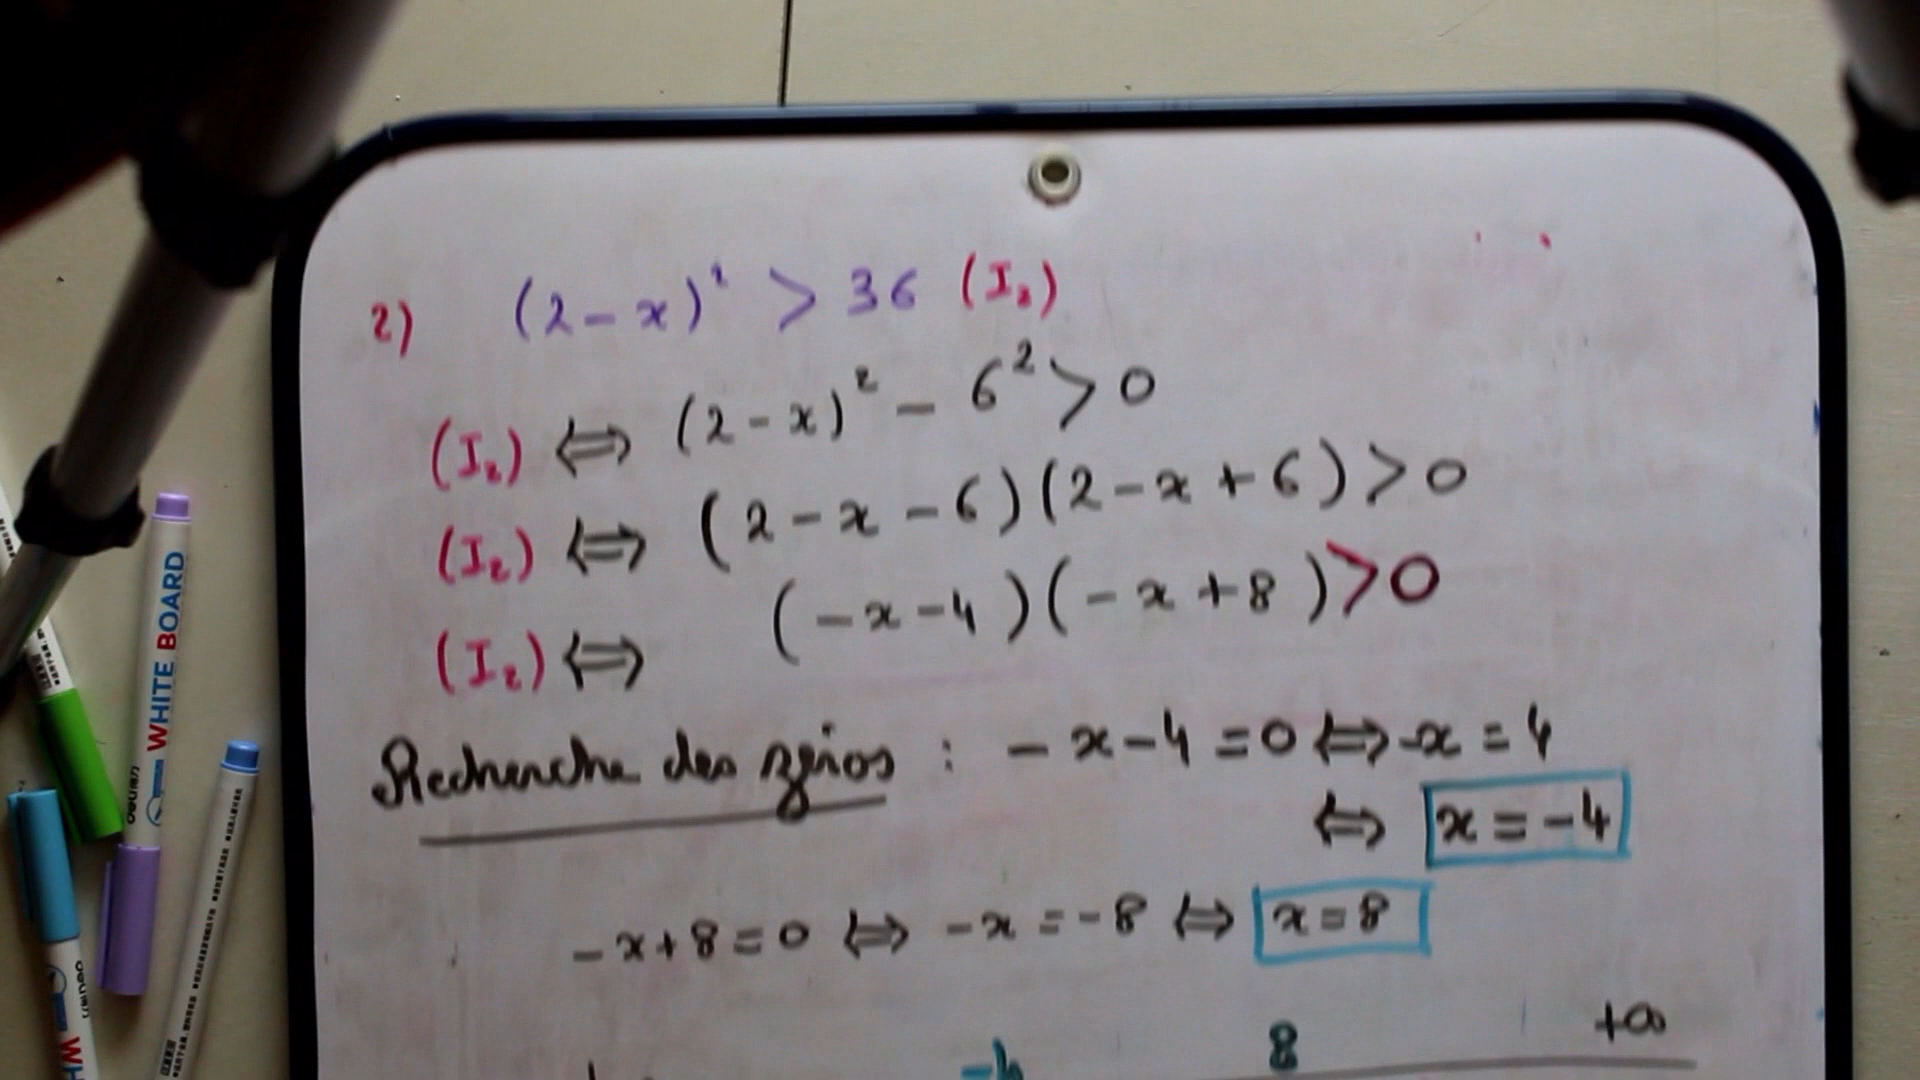 2) (2-x)² > 36 (I₂)
(I₂) ⇔ (2-x)² - 6² > 0
(I₂) ⇔ (2-x-6)(2-x+6) > 0
(I₂) ⇔ (-x-4)(-x+8) > 0
Recherche des zéros : -x-4 = 0 ⇔ -x = 4
⇔ x = -4
-x+8 = 0 ⇔ -x = -8 ⇔ x = 8
-4 8 +∞
WHITE BOARD